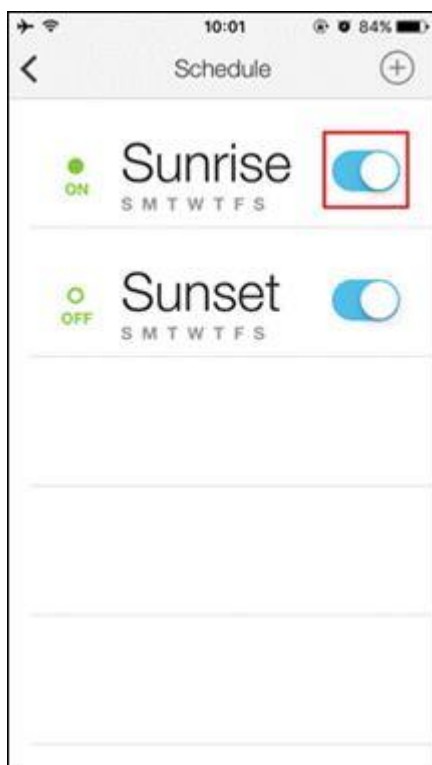 10:01 84%
Schedule
Sunrise
ON
S M T W T F S
Sunset
OFF
S M T W T F S